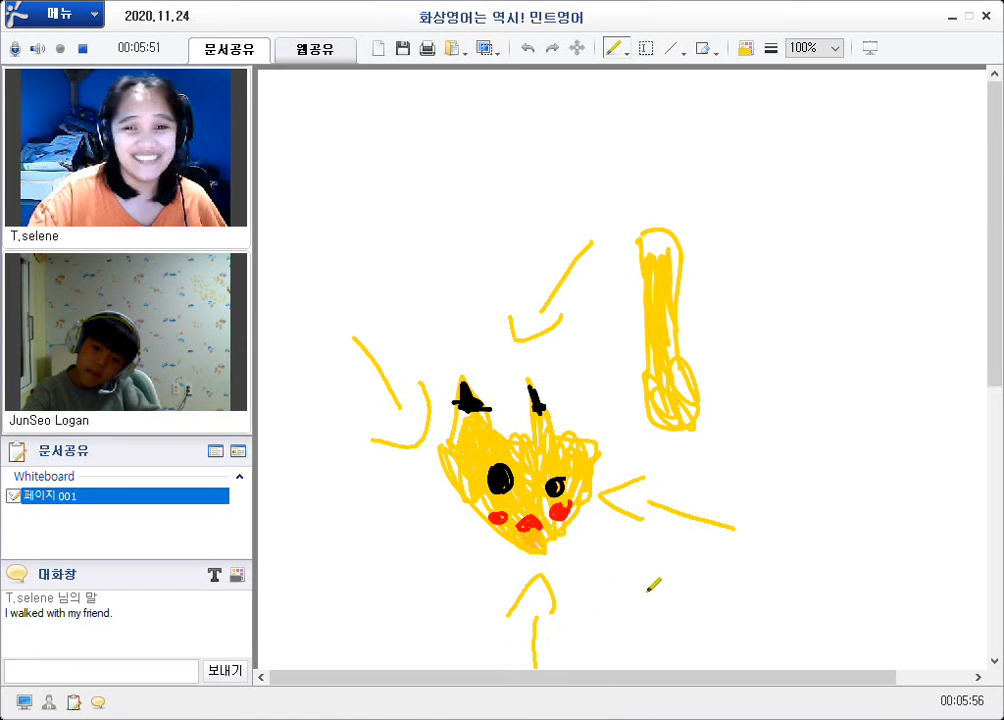 메뉴
2020.11.24
화상영어는 역시! 민트영어
00:05:51
문서공유
웹공유
100%
T.selene
JunSeo Logan
문서공유
Whiteboard
페이지 001
대화창
T
T.selene 님의 말
I walked with my friend.
보내기
00:05:56